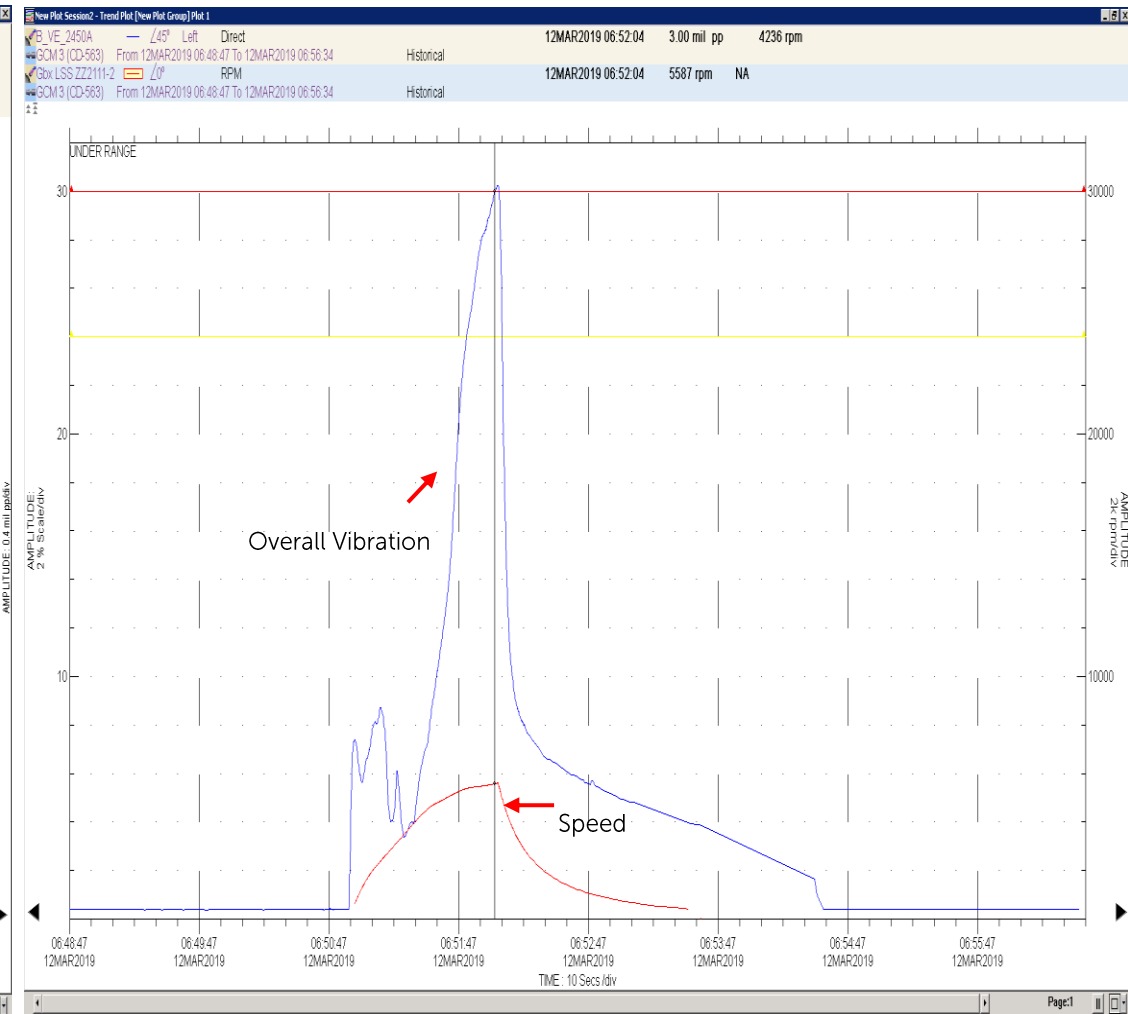 New Plot Session2 - Trend Plot [New Plot Group] Plot 1
B_VE_2450A — ∠45° Left Direct 12MAR2019 06:52:04 3.00 mil pp 4236 rpm
GCM 3 (CD-563) From 12MAR2019 06:48:47 To 12MAR2019 06:56:34 Historical
Gbx LSS ZZ2111-2 — ∠0° RPM 12MAR2019 06:52:04 5587 rpm NA
GCM 3 (CD-563) From 12MAR2019 06:48:47 To 12MAR2019 06:56:34 Historical
UNDER RANGE
30 30000
20 20000
AMPLITUDE: 0.4 mil pp/div
AMPLITUDE:
2 % Scale/div
AMPLITUDE
2k rpm/div
Overall Vibration
10 10000
Speed
06:48:47 06:49:47 06:50:47 06:51:47 06:52:47 06:53:47 06:54:47 06:55:47
12MAR2019 12MAR2019 12MAR2019 12MAR2019 12MAR2019 12MAR2019 12MAR2019 12MAR2019
TIME : 10 Secs /div
Page:1